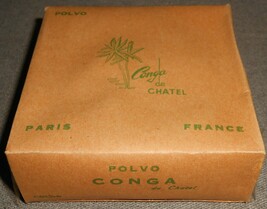 POLVO
Conga
DE
CHATEL
PARIS FRANCE
POLVO
CONGA
de Chatel